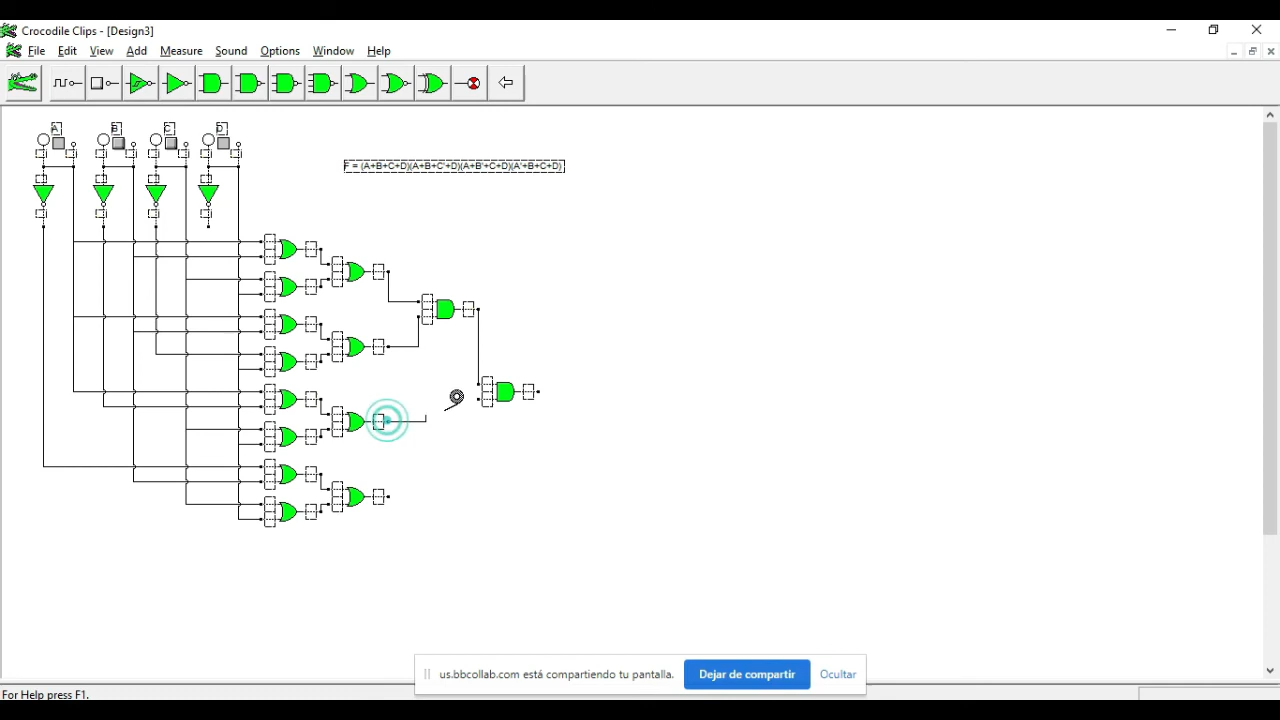 Crocodile Clips - [Design3]
File Edit View Add Measure Sound Options Window Help
A B C D
F = (A+B+C+D)(A+B+C'+D)(A+B'+C+D)(A'+B+C+D)
us.bbcollab.com está compartiendo tu pantalla. Dejar de compartir Ocultar
For Help press F1.